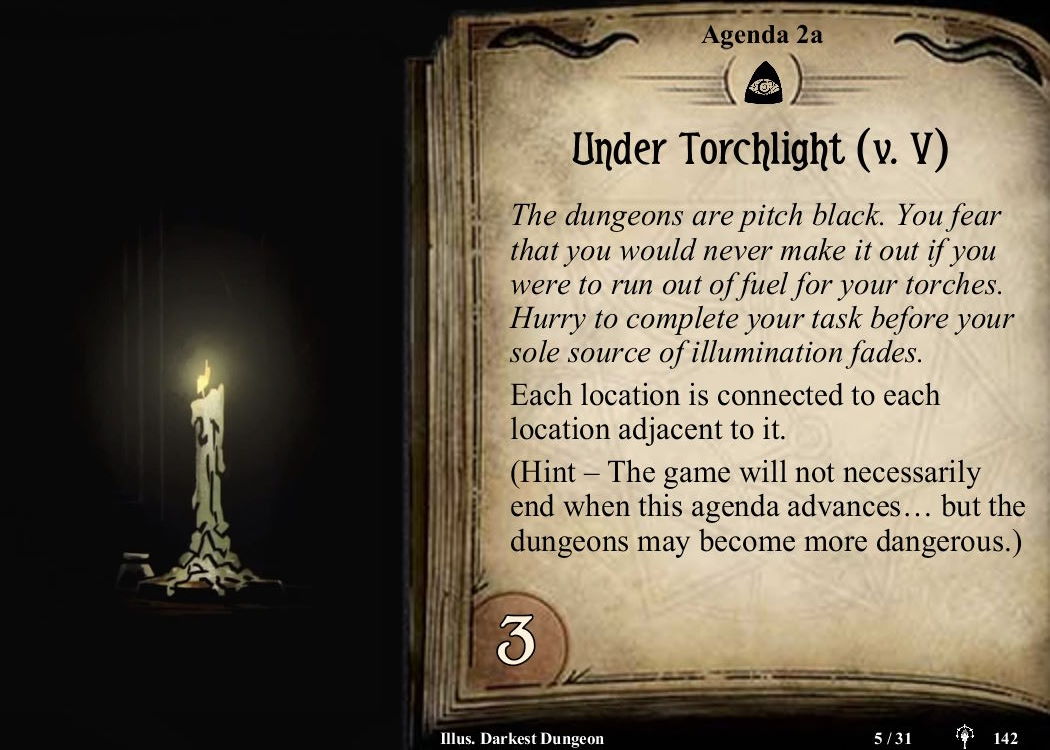 Agenda 2a
Under Torchlight (v. V)
The dungeons are pitch black. You fear
that you would never make it out if you
were to run out of fuel for your torches.
Hurry to complete your task before your
sole source of illumination fades.
Each location is connected to each
location adjacent to it.
(Hint – The game will not necessarily
end when this agenda advances… but the
dungeons may become more dangerous.)
3
Illus. Darkest Dungeon
5 / 31
142